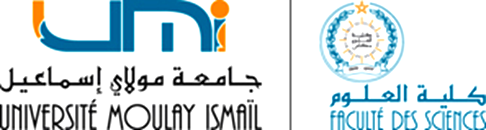 umi
جامعة مولاي إسماعيل
UNIVERSITÉ MOULAY ISMAÏL
كلية العلوم
FACULTÉ DES SCIENCES